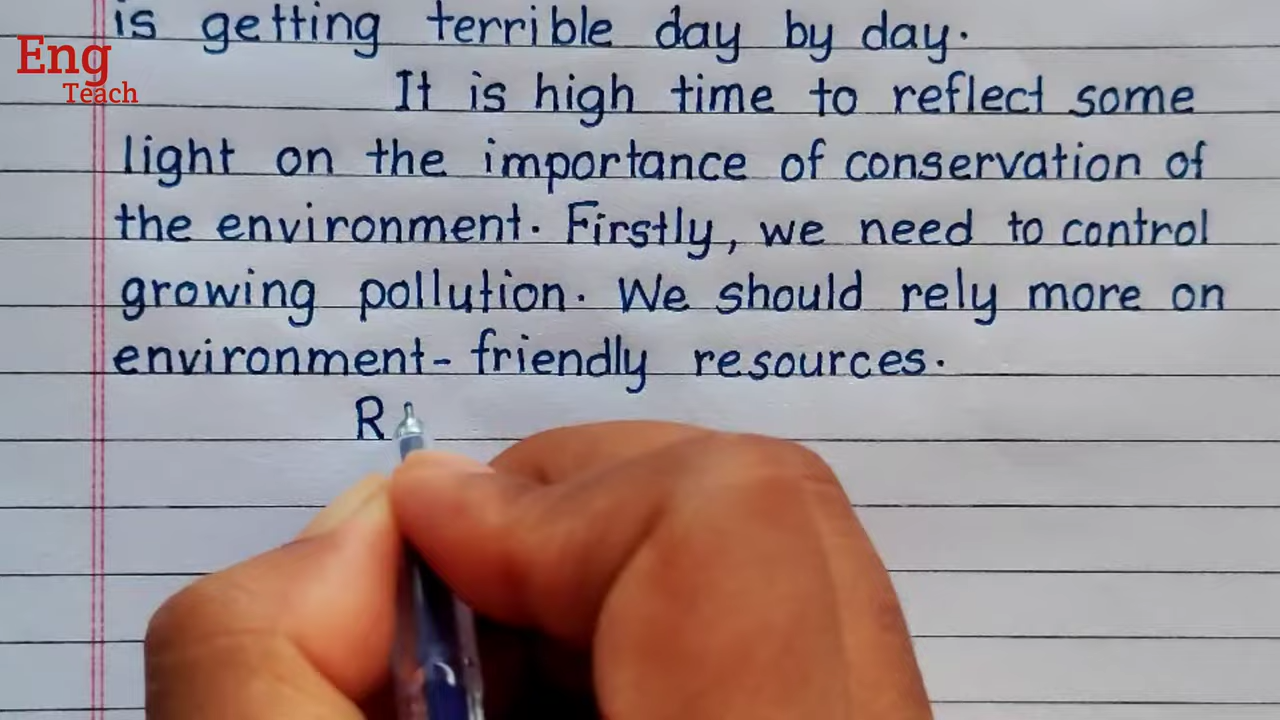 is getting terrible day by day.
Eng
Teach
It is high time to reflect some
light on the importance of conservation of
the environment. Firstly, we need to control
growing pollution. We should rely more on
environment-friendly resources.
R